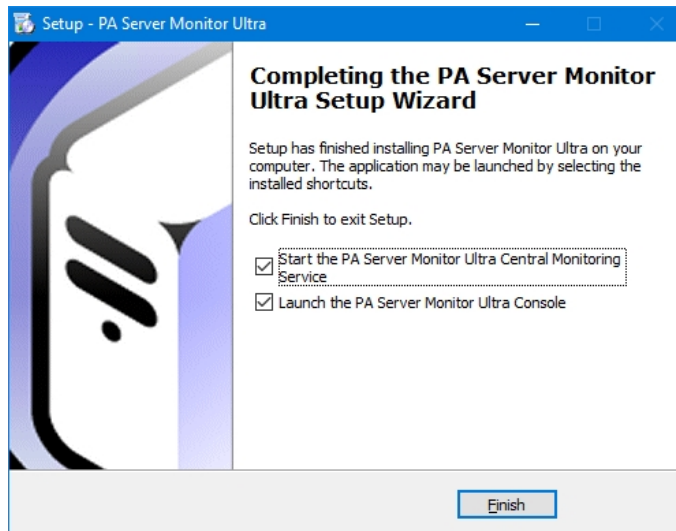 Setup - PA Server Monitor Ultra
Completing the PA Server Monitor
Ultra Setup Wizard
Setup has finished installing PA Server Monitor Ultra on your
computer. The application may be launched by selecting the
installed shortcuts.
Click Finish to exit Setup.
Start the PA Server Monitor Ultra Central Monitoring
Service
Launch the PA Server Monitor Ultra Console
Finish